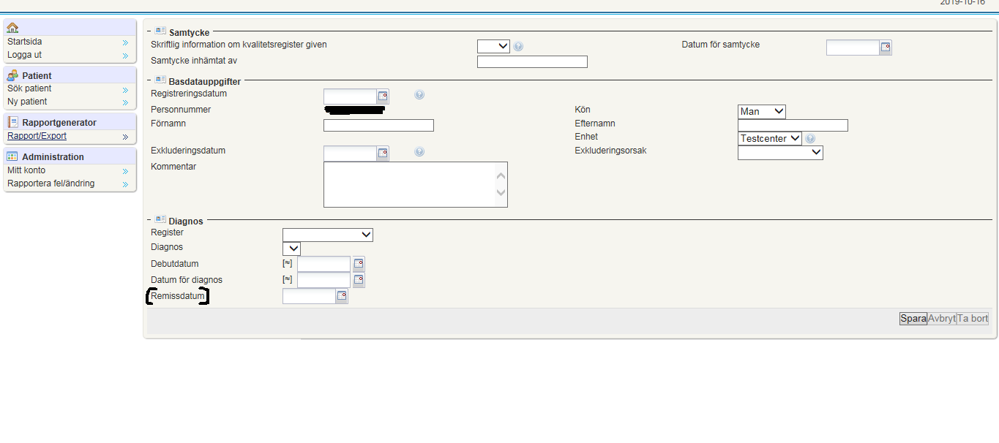 2019-10-16
Startsida
Logga ut
Patient
Sök patient
Ny patient
Rapportgenerator
Rapport/Export
Administration
Mitt konto
Rapportera fel/ändring
Samtycke
Skriftlig information om kvalitetsregister given
Datum för samtycke
Samtycke inhämtat av
Basdatauppgifter
Registreringsdatum
Personnummer
Kön Man
Förnamn
Efternamn
Enhet Testcenter
Exkluderingsdatum
Exkluderingsorsak
Kommentar
Diagnos
Register
Diagnos
Debutdatum [≈]
Datum för diagnos [≈]
[Remissdatum]
Spara Avbryt Ta bort